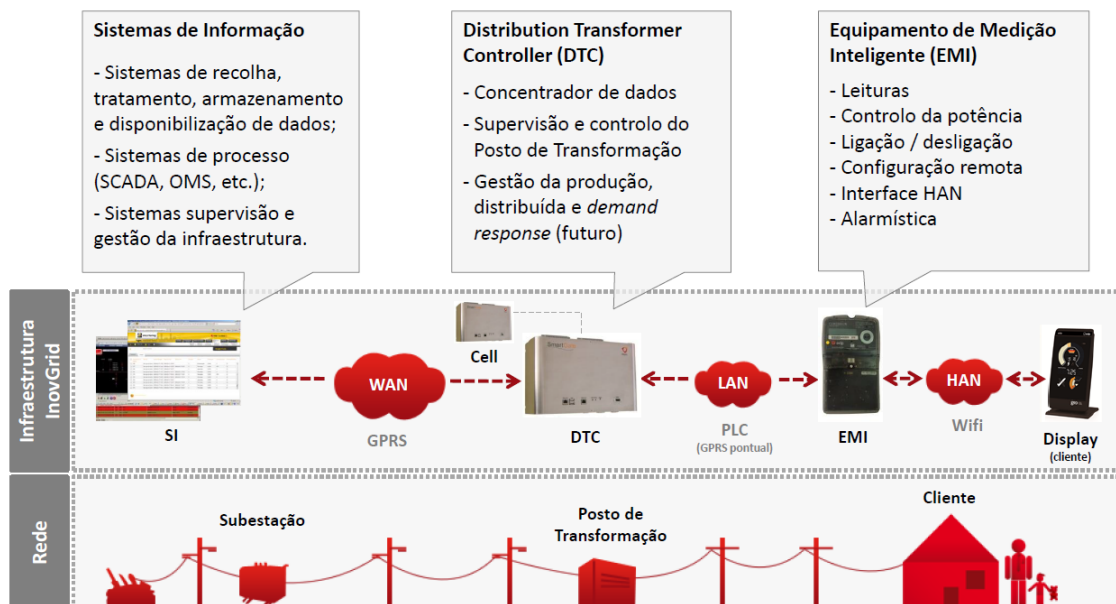 Sistemas de Informação
- Sistemas de recolha,
tratamento, armazenamento
e disponibilização de dados;
- Sistemas de processo
(SCADA, OMS, etc.);
- Sistemas supervisão e
gestão da infraestrutura.
Distribution Transformer
Controller (DTC)
- Concentrador de dados
- Supervisão e controlo do
Posto de Transformação
- Gestão da produção,
distribuída e demand
response (futuro)
Equipamento de Medição
Inteligente (EMI)
- Leituras
- Controlo da potência
- Ligação / desligação
- Configuração remota
- Interface HAN
- Alarmística
Infraestrutura
InovGrid
SI
WAN
GPRS
Cell
DTC
LAN
PLC
(GPRS pontual)
EMI
HAN
Wifi
Display
(cliente)
Rede
Subestação
Posto de
Transformação
Cliente